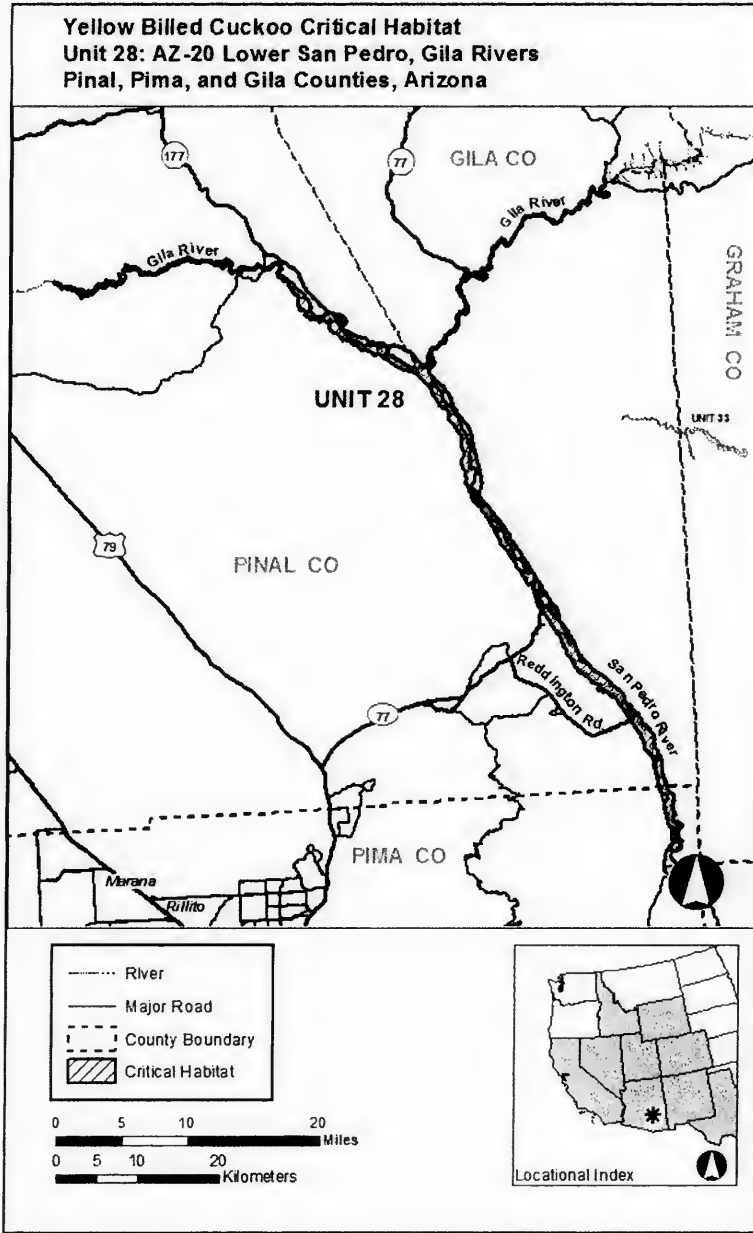 Yellow Billed Cuckoo Critical Habitat
Unit 28: AZ-20 Lower San Pedro, Gila Rivers
Pinal, Pima, and Gila Counties, Arizona
177
77
GILA CO
Gila River
Gila River
GRAHAM CO
UNIT 28
UNIT 33
79
PINAL CO
Reddington Rd
San Pedro River
77
PIMA CO
Marana
Rillito
River
Major Road
County Boundary
Critical Habitat
0 5 10 20
Miles
0 5 10 20
Kilometers
Locational Index